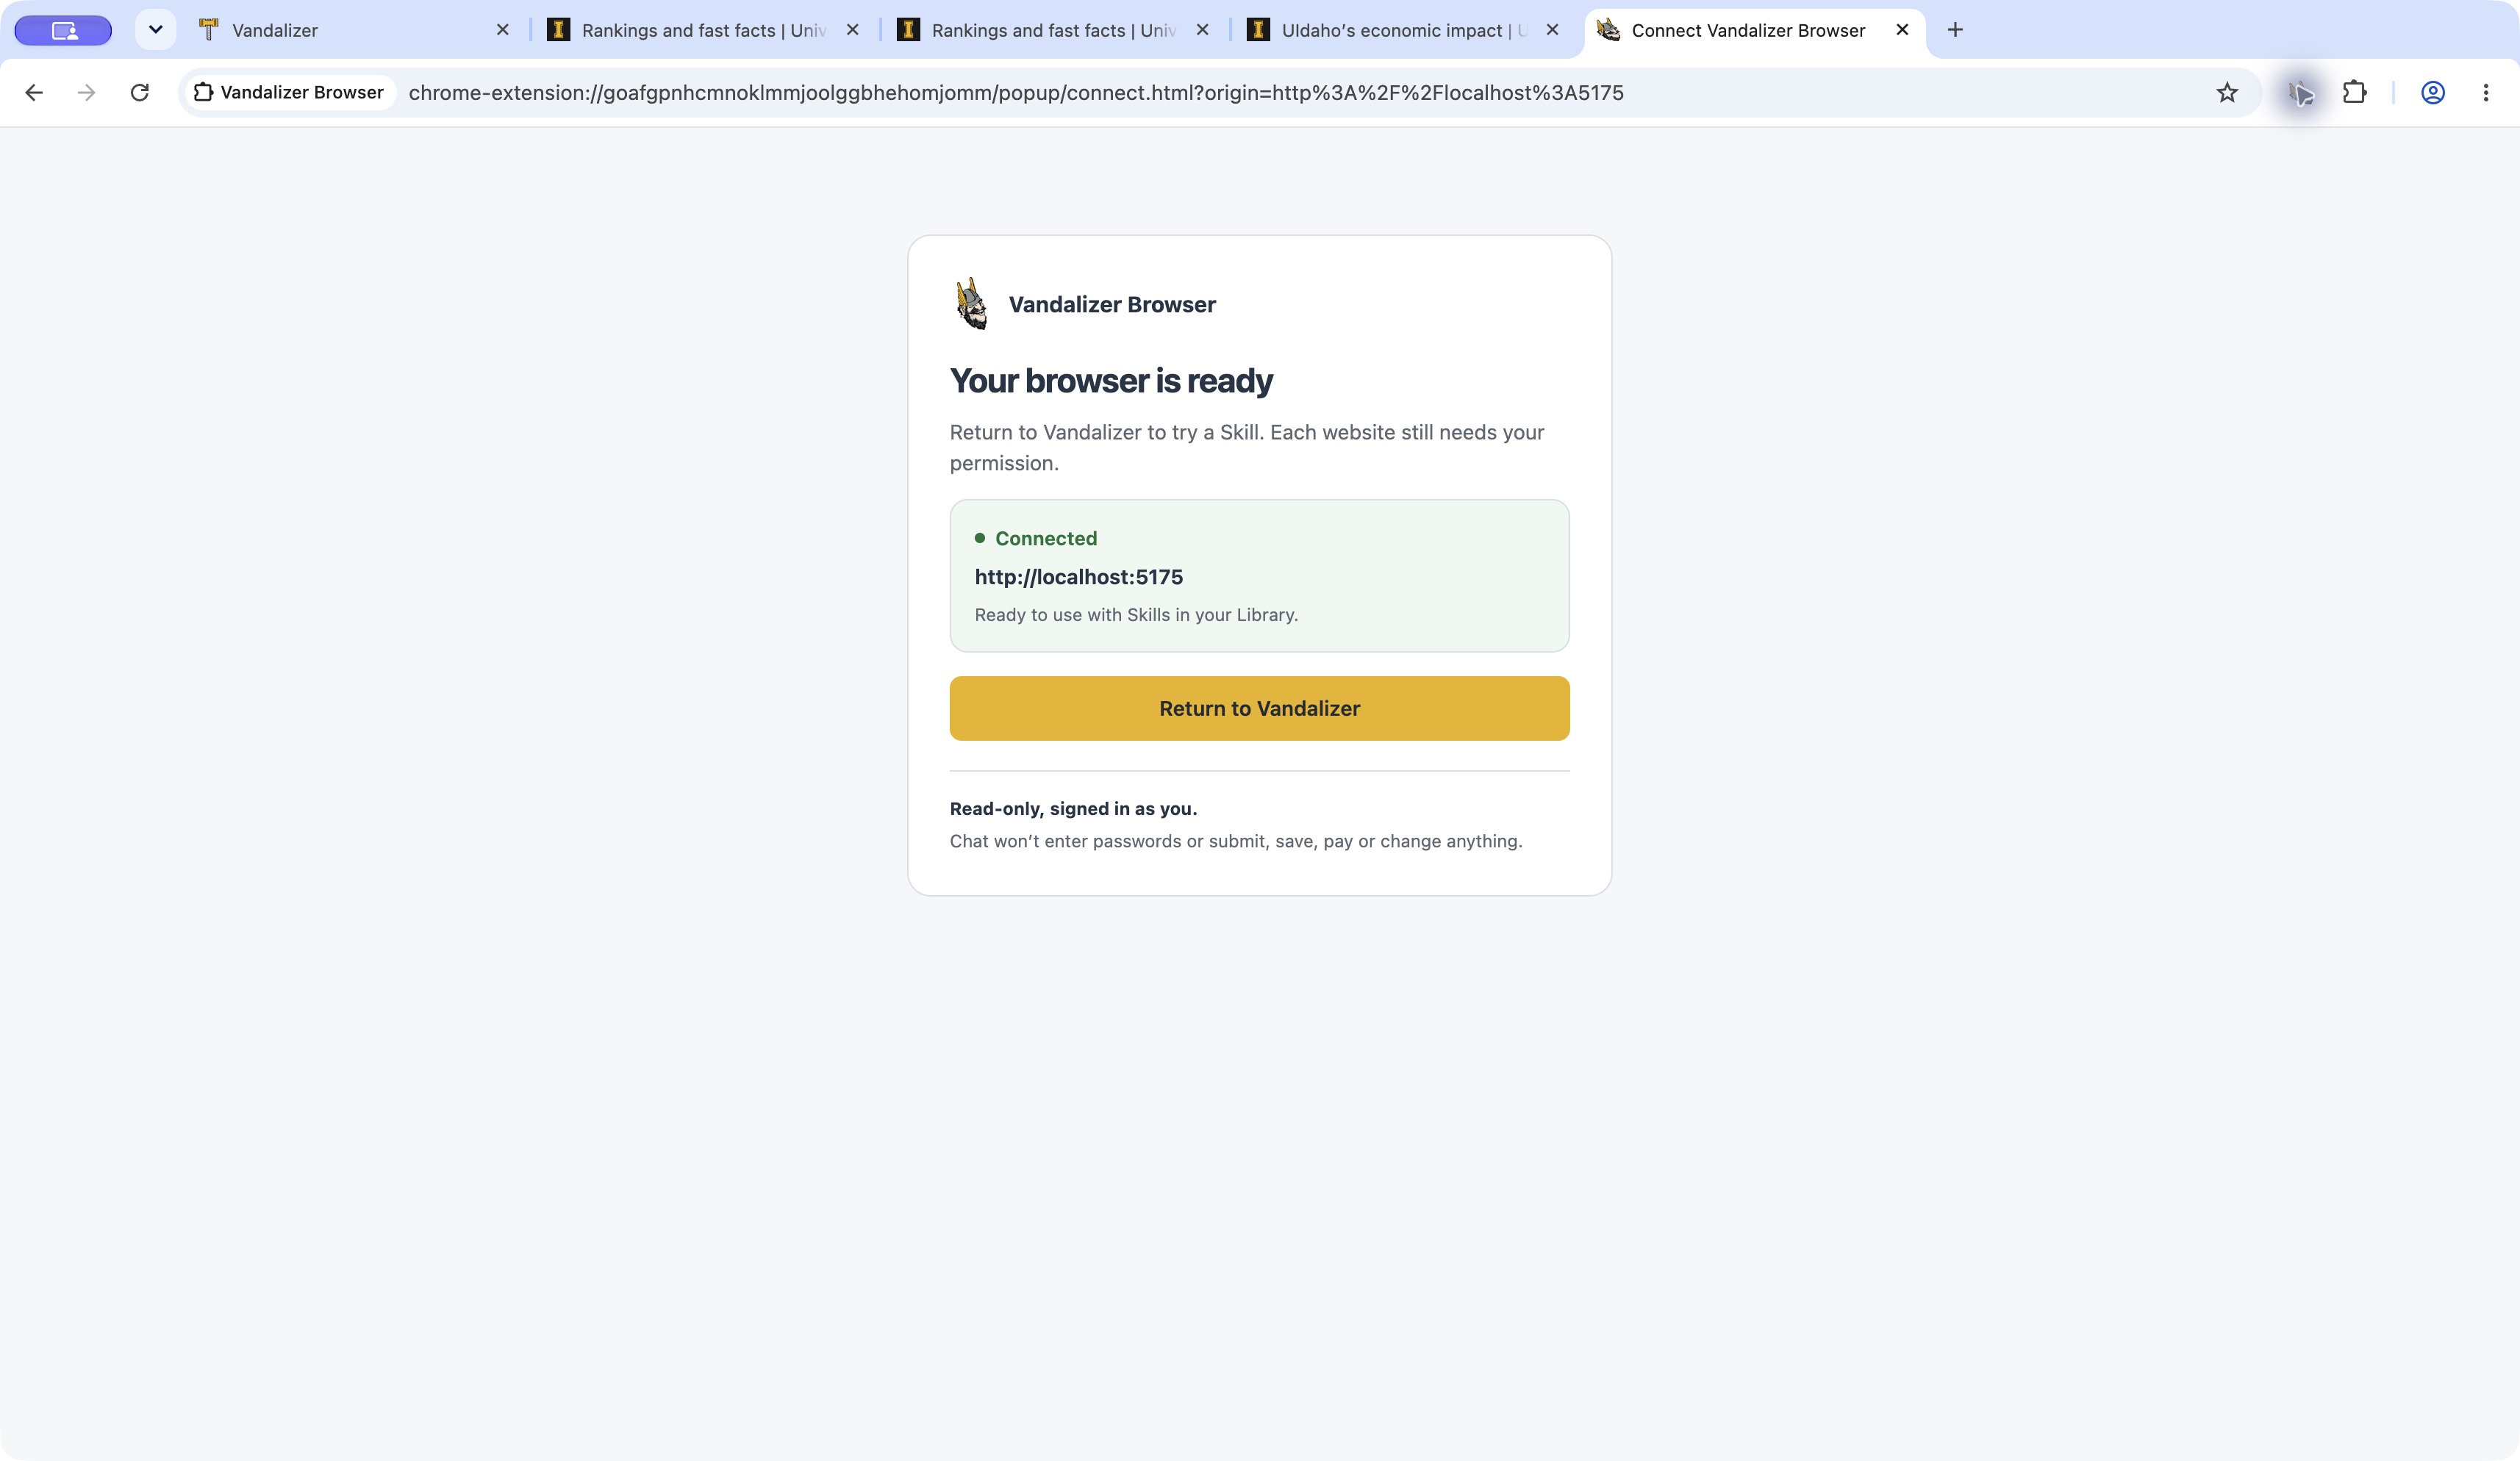 Vandalizer
Rankings and fast facts | Univ
Rankings and fast facts | Univ
UIdaho’s economic impact | U
Connect Vandalizer Browser
Vandalizer Browser
chrome-extension://goafgpnhcmnoklmmjoolggbhehomjomm/popup/connect.html?origin=http%3A%2F%2Flocalhost%3A5175
Vandalizer Browser
Your browser is ready
Return to Vandalizer to try a Skill. Each website still needs your
permission.
Connected
http://localhost:5175
Ready to use with Skills in your Library.
Return to Vandalizer
Read-only, signed in as you.
Chat won’t enter passwords or submit, save, pay or change anything.